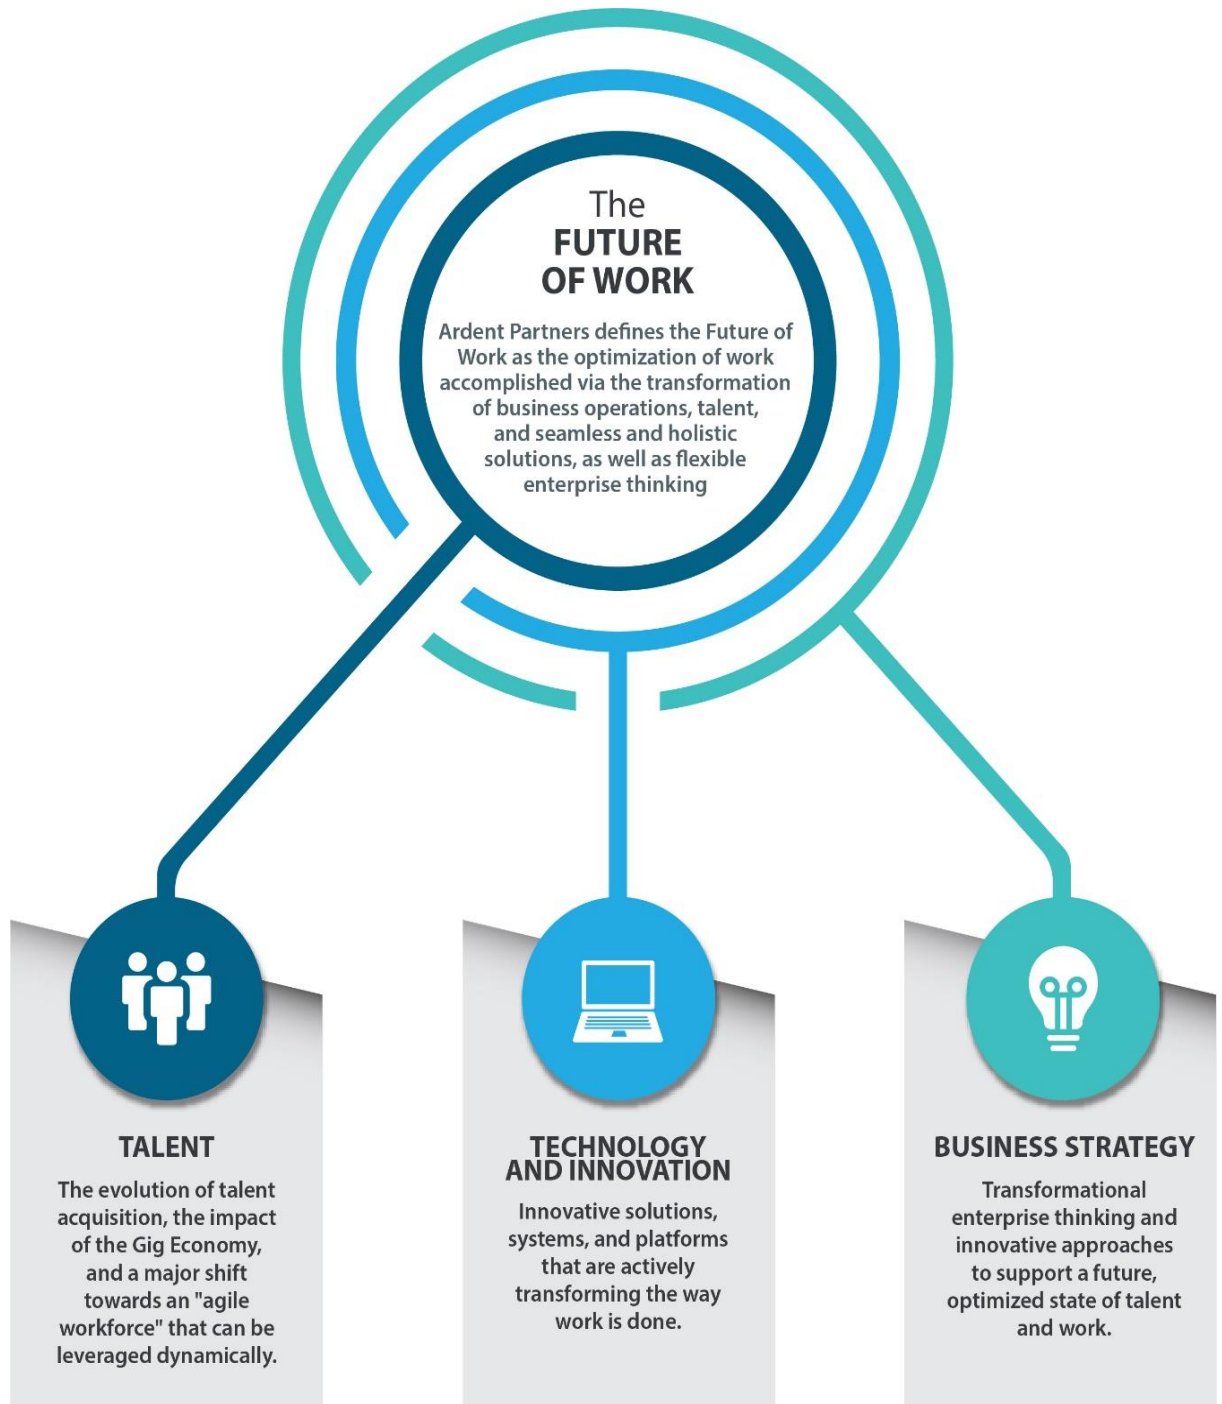 The
FUTURE
OF WORK
Ardent Partners defines the Future of
Work as the optimization of work
accomplished via the transformation
of business operations, talent,
and seamless and holistic
solutions, as well as flexible
enterprise thinking
TALENT
The evolution of talent
acquisition, the impact
of the Gig Economy,
and a major shift
towards an "agile
workforce" that can be
leveraged dynamically.
TECHNOLOGY
AND INNOVATION
Innovative solutions,
systems, and platforms
that are actively
transforming the way
work is done.
BUSINESS STRATEGY
Transformational
enterprise thinking and
innovative approaches
to support a future,
optimized state of talent
and work.